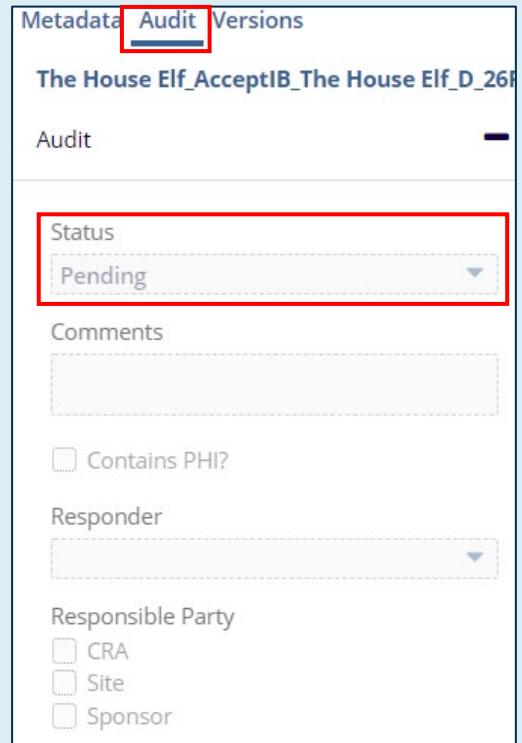 Metadata Audit Versions
The House Elf_AcceptIB_The House Elf_D_26
Audit
Status
Pending
Comments
Contains PHI?
Responder
Responsible Party
CRA
Site
Sponsor